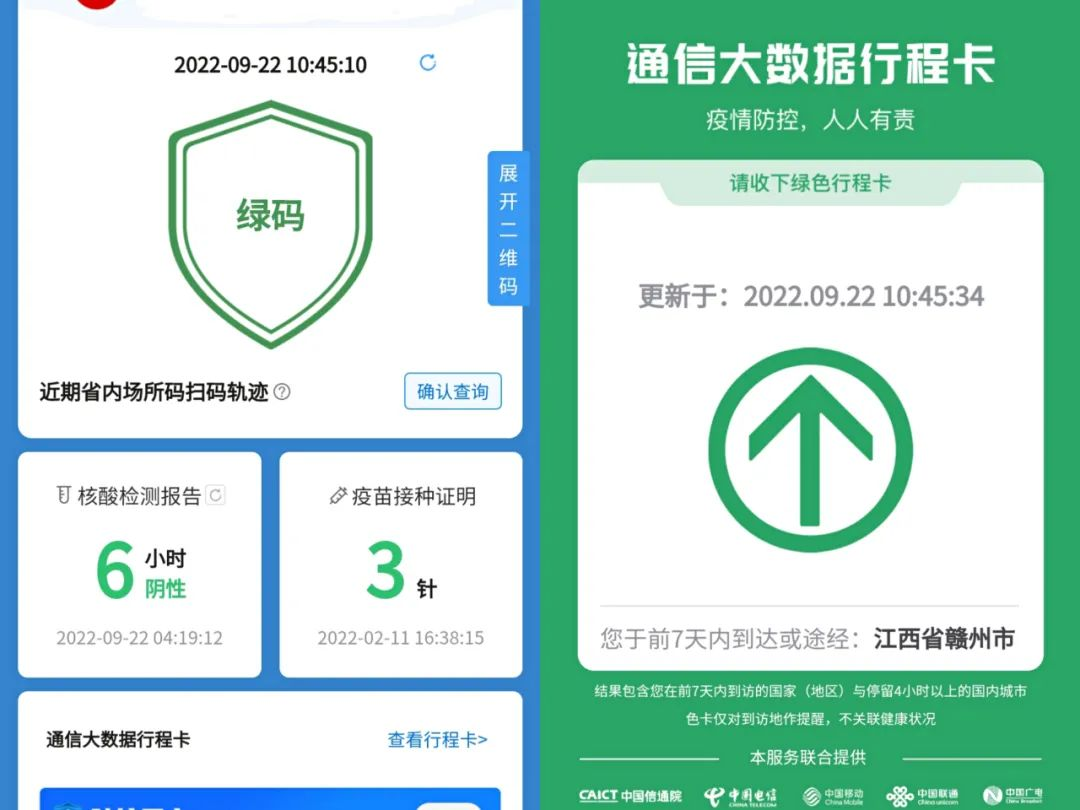 2022-09-22 10:45:10
绿码
展开二维码
近期省内场所码扫码轨迹
确认查询
核酸检测报告
6 小时
阴性
2022-09-22 04:19:12
疫苗接种证明
3 针
2022-02-11 16:38:15
通信大数据行程卡
查看行程卡>
通信大数据行程卡
疫情防控，人人有责
请收下绿色行程卡
更新于：2022.09.22 10:45:34
您于前7天内到达或途经：江西省赣州市
结果包含您在前7天内到访的国家（地区）与停留4小时以上的国内城市
色卡仅对到访地作提醒，不关联健康状况
本服务联合提供
CAICT 中国信通院
中国电信
CHINA TELECOM
中国移动
China Mobile
中国联通
China unicom
中国广电
China Broadnet